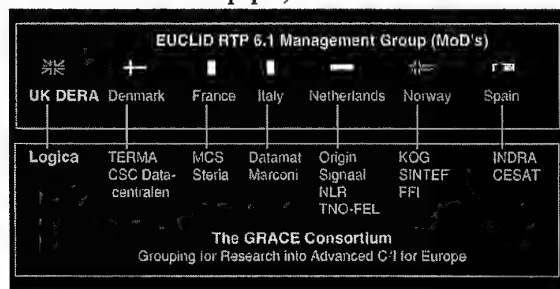 EUCLID RTP 6.1 Management Group (MoD's)
UK DERA Denmark France Italy Netherlands Norway Spain
Logica TERMA MCS Datamat Origin KOG INDRA
CSC Data- Steria Marconi Signaal SINTEF CESAT
centralen NLR FFI
TNO-FEL
The GRACE Consortium
Grouping for Research into Advanced C³I for Europe